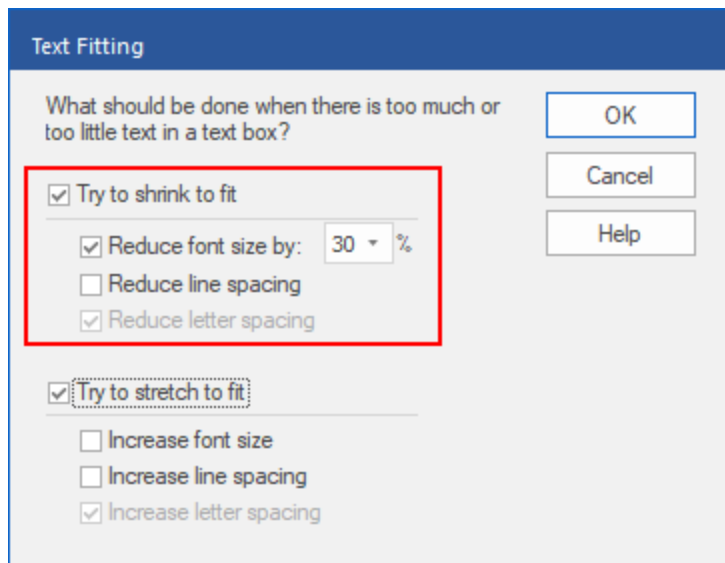 Text Fitting
What should be done when there is too much or
too little text in a text box?
OK
Cancel
Help
Try to shrink to fit
Reduce font size by: 30 %
Reduce line spacing
Reduce letter spacing
Try to stretch to fit
Increase font size
Increase line spacing
Increase letter spacing